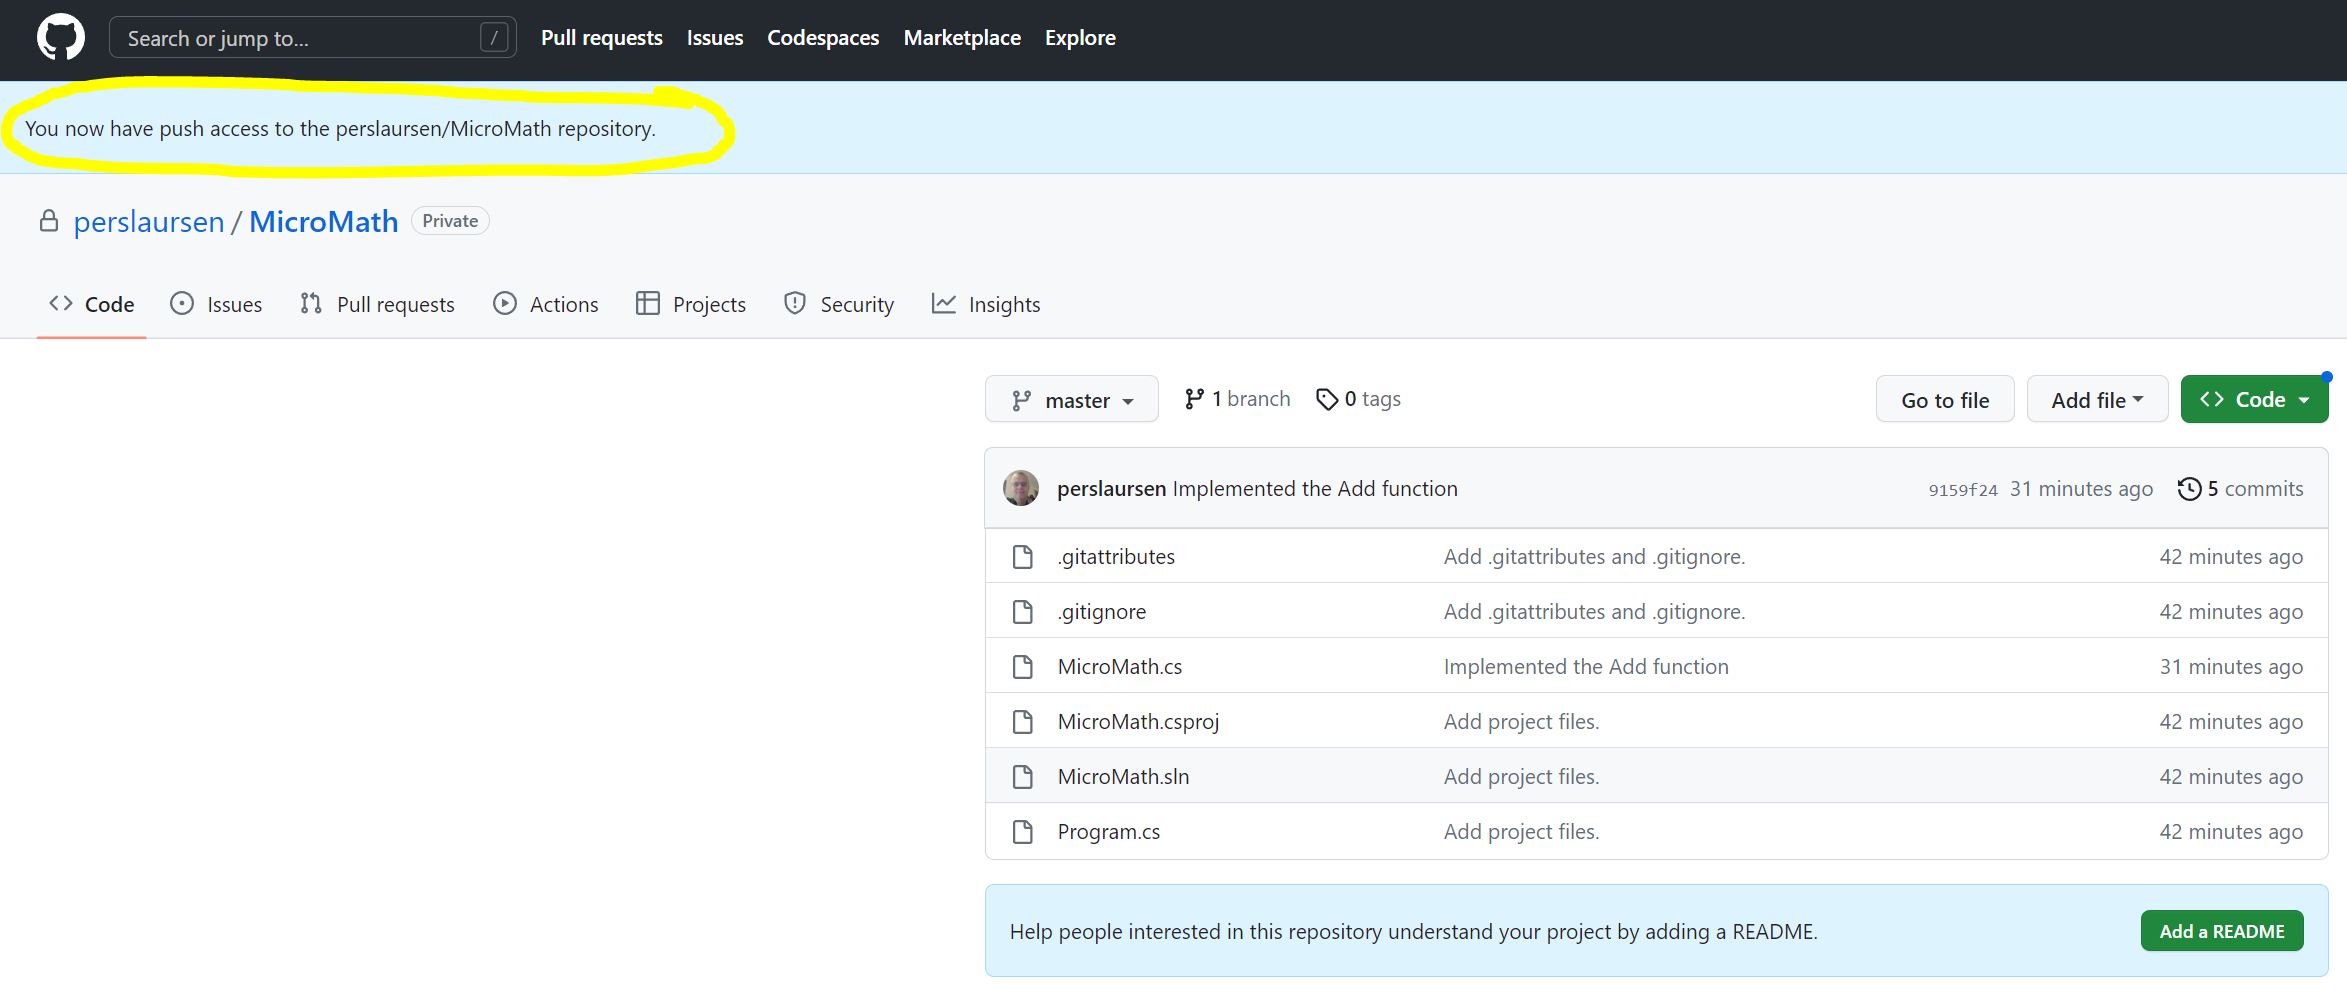 Search or jump to... /
Pull requests Issues Codespaces Marketplace Explore
You now have push access to the perslaursen/MicroMath repository.
perslaursen / MicroMath Private
Code Issues Pull requests Actions Projects Security Insights
master 1 branch 0 tags Go to file Add file Code
perslaursen Implemented the Add function 9159f24 31 minutes ago 5 commits
.gitattributes Add .gitattributes and .gitignore. 42 minutes ago
.gitignore Add .gitattributes and .gitignore. 42 minutes ago
MicroMath.cs Implemented the Add function 31 minutes ago
MicroMath.csproj Add project files. 42 minutes ago
MicroMath.sln Add project files. 42 minutes ago
Program.cs Add project files. 42 minutes ago
Help people interested in this repository understand your project by adding a README. Add a README